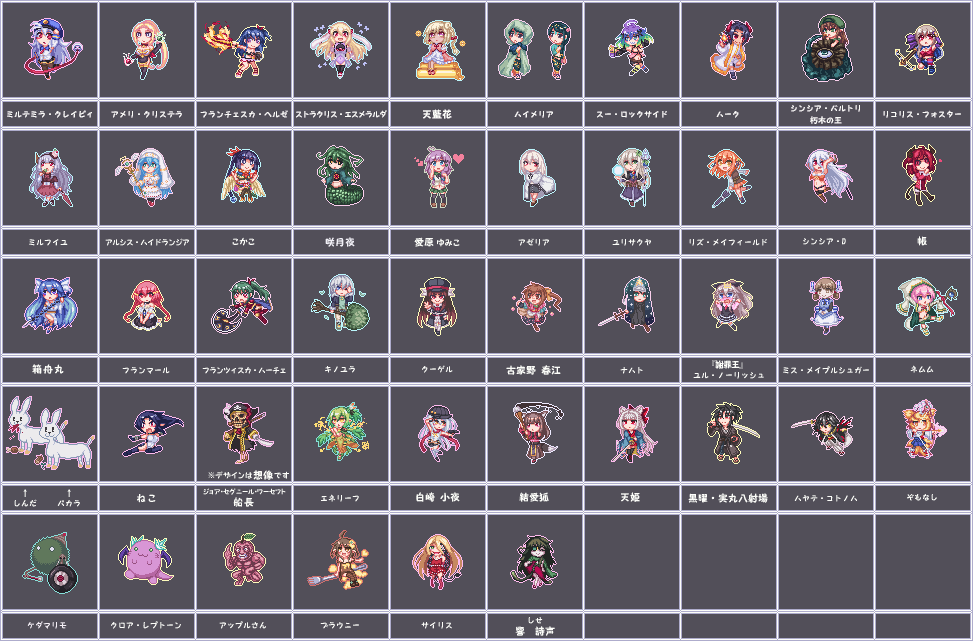 ミルテミラ・クレイピィ
アメリ・クリステラ
フランチェスカ・ヘルゼ
ストラクリス・エスメラルダ
天藍花
ハイメリア
スー・ロックサイド
ムーク
シンシア・バルトリ
朽木の王
リコリス・フォスター
ミルフイユ
アルシス・ハイドランジア
こかこ
咲月夜
愛原 ゆみこ
アゼリア
ユリサクヤ
リズ・メイフィールド
シンシア・D
帳
箱舟丸
フランマール
フランツィスカ・ムーチェ
キノユラ
ウーゲル
古家野 春江
ナハト
『謝罪王』
ユル・ノーリッシュ
ミス・メイプルシュガー
ネムム
↑ ↑
しんだ パカラ
ねこ
※デザインは想像です
ジョア・セグニール・ワーセフト
船長
エネリーフ
白崎 小夜
結愛狐
天姫
黒曜・実丸八射場
ハヤテ・コトノハ
ぞもなし
ケダマリモ
クロア・レプトーン
アップルさん
ブラウニー
サイリス
しせ
響 詩声